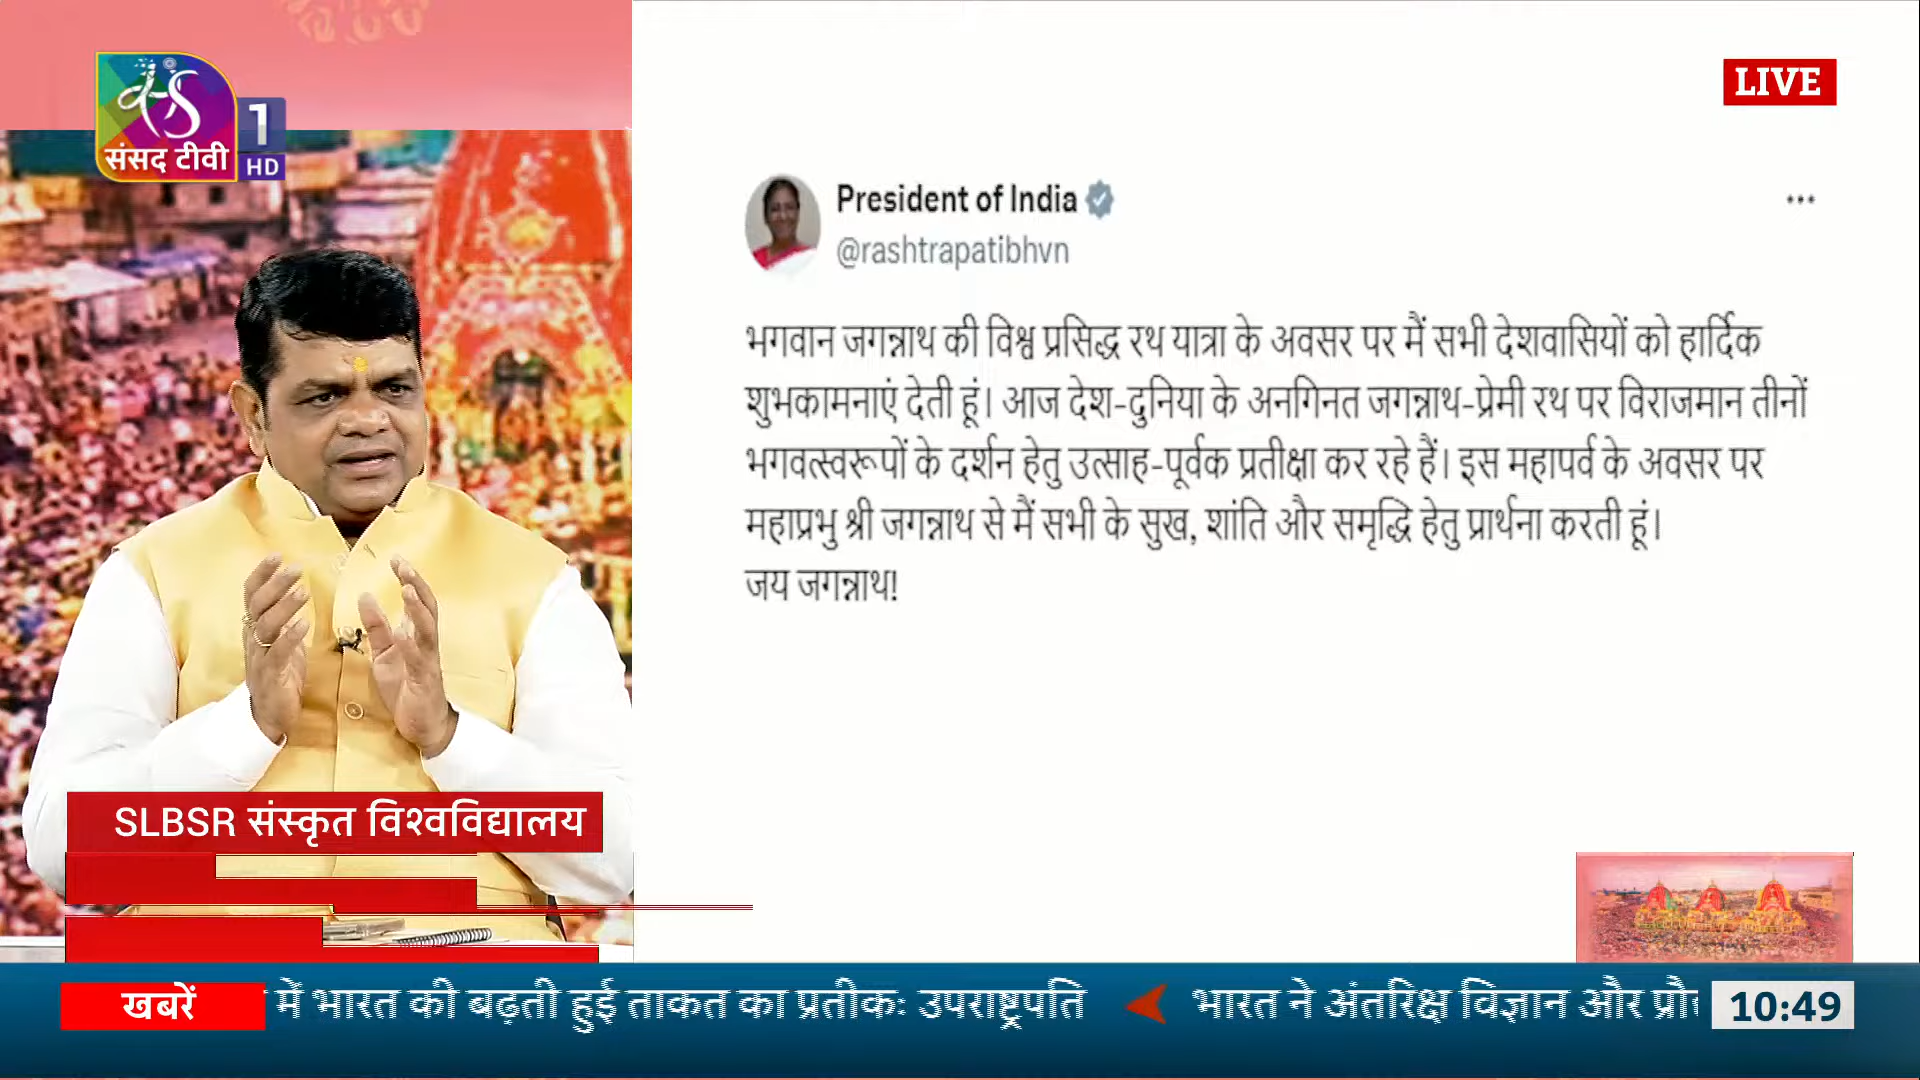 संसद टीवी
1
HD
LIVE
President of India
@rashtrapatibhvn
भगवान जगन्नाथ की विश्व प्रसिद्ध रथ यात्रा के अवसर पर मैं सभी देशवासियों को हार्दिक
शुभकामनाएं देती हूं। आज देश-दुनिया के अनगिनत जगन्नाथ-प्रेमी रथ पर विराजमान तीनों
भगवत्स्वरूपों के दर्शन हेतु उत्साह-पूर्वक प्रतीक्षा कर रहे हैं। इस महापर्व के अवसर पर
महाप्रभु श्री जगन्नाथ से मैं सभी के सुख, शांति और समृद्धि हेतु प्रार्थना करती हूं।
जय जगन्नाथ!
SLBSR संस्कृत विश्वविद्यालय
खबरें
में भारत की बढ़ती हुई ताकत का प्रतीकः उपराष्ट्रपति
भारत ने अंतरिक्ष विज्ञान और
10:49